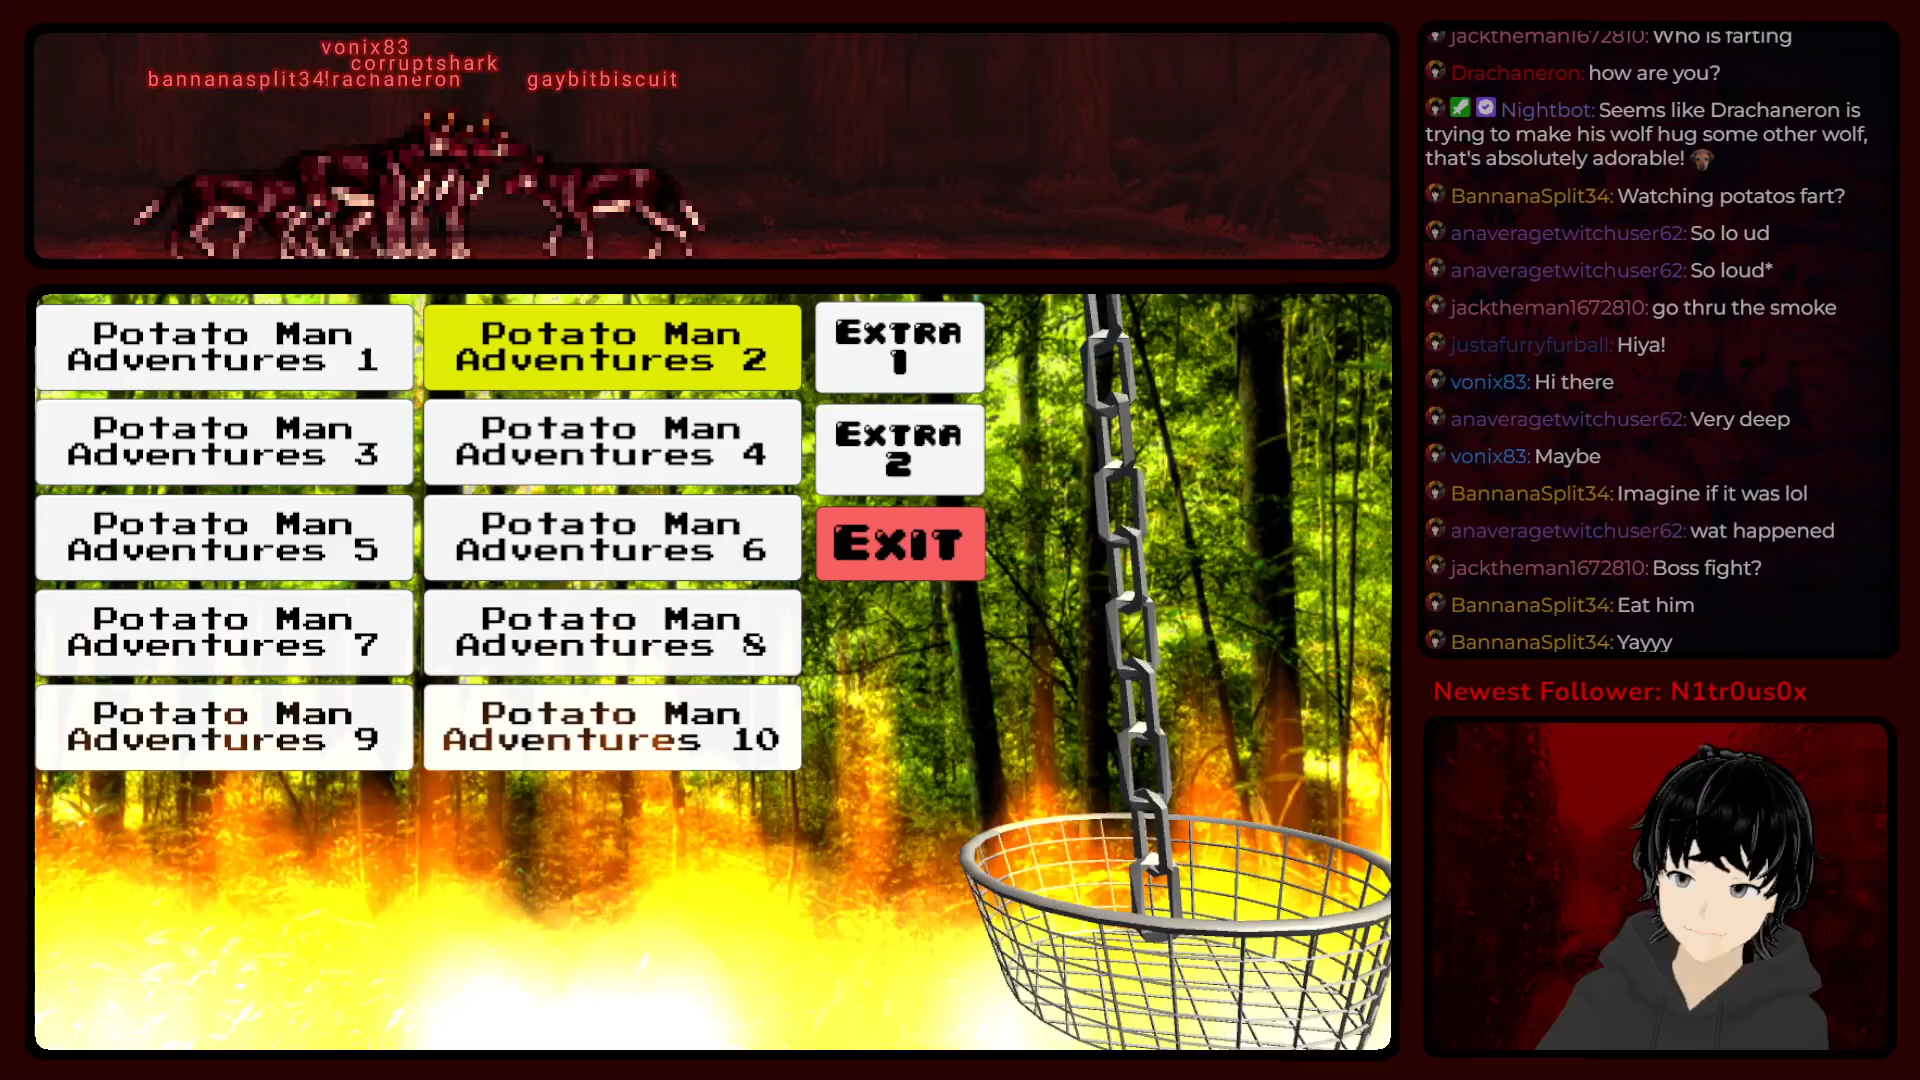 vonix83
corruptshark
bannanasplit34!rachaneron
gaybitbiscuit
Potato Man
Adventures 1
Potato Man
Adventures 2
Extra
1
Potato Man
Adventures 3
Potato Man
Adventures 4
Extra
2
Potato Man
Adventures 5
Potato Man
Adventures 6
Exit
Potato Man
Adventures 7
Potato Man
Adventures 8
Potato Man
Adventures 9
Potato Man
Adventures 10
jacktheman1672810: Who is farting
Drachaneron: how are you?
Nightbot: Seems like Drachaneron is
trying to make his wolf hug some other wolf,
that's absolutely adorable!
BannanaSplit34: Watching potatos fart?
anaveragetwitchuser62: So lo ud
anaveragetwitchuser62: So loud*
jacktheman1672810: go thru the smoke
justafurryfurball: Hiya!
vonix83: Hi there
anaveragetwitchuser62: Very deep
vonix83: Maybe
BannanaSplit34: Imagine if it was lol
anaveragetwitchuser62: wat happened
jacktheman1672810: Boss fight?
BannanaSplit34: Eat him
BannanaSplit34: Yayyy
Newest Follower: N1tr0us0x